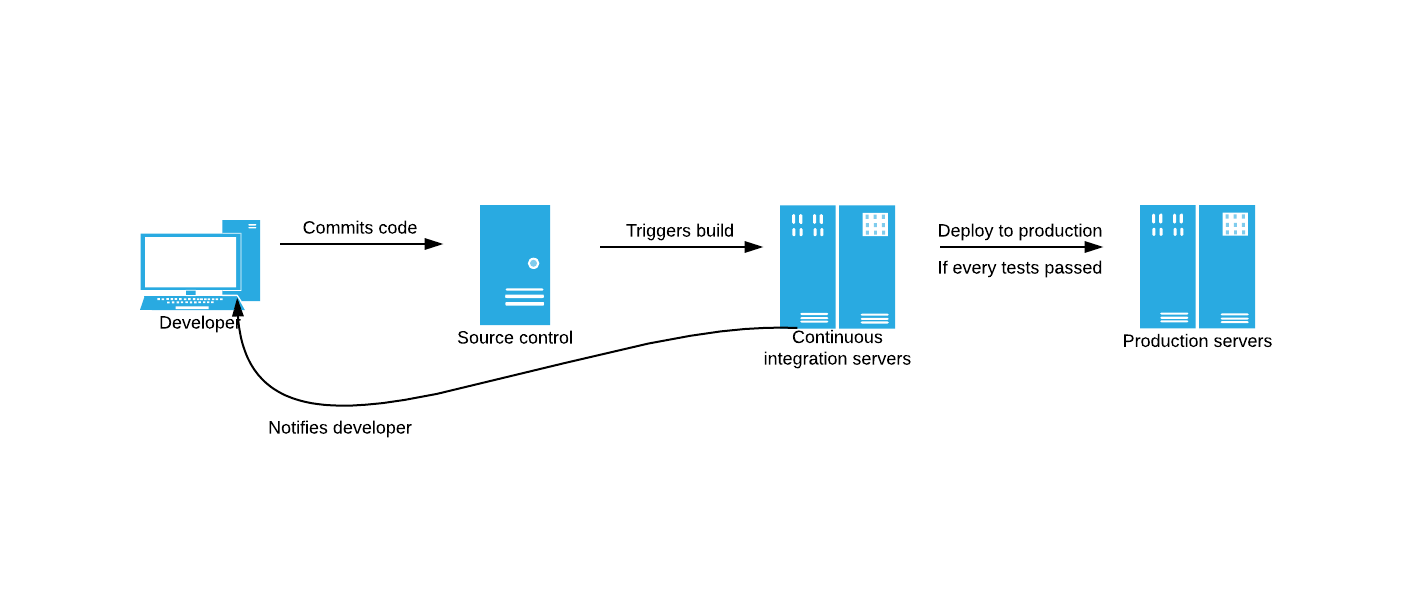 Commits code
Triggers build
Deploy to production
If every tests passed
Developer
Source control
Continuous
integration servers
Production servers
Notifies developer